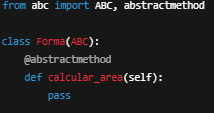 from abc import ABC, abstractmethod
class Forma(ABC):
    @abstractmethod
    def calcular_area(self):
        pass